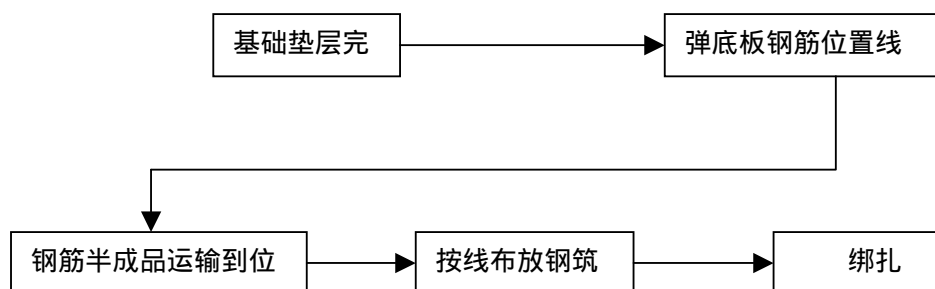 基础垫层完
弹底板钢筋位置线
钢筋半成品运输到位
按线布放钢筑
绑扎